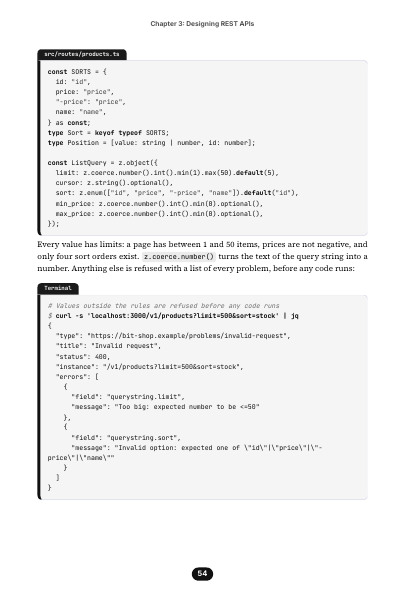 Chapter 3: Designing REST APIs
src/routes/products.ts
const SORTS = {
  id: "id",
  price: "price",
  "-price": "price",
  name: "name",
} as const;
type Sort = keyof typeof SORTS;
type Position = [value: string | number, id: number];

const ListQuery = z.object({
  limit: z.coerce.number().int().min(1).max(50).default(5),
  cursor: z.string().optional(),
  sort: z.enum(["id", "price", "-price", "name"]).default("id"),
  min_price: z.coerce.number().int().min(0).optional(),
  max_price: z.coerce.number().int().min(0).optional(),
});
Every value has limits: a page has between 1 and 50 items, prices are not negative, and
only four sort orders exist. z.coerce.number() turns the text of the query string into a
number. Anything else is refused with a list of every problem, before any code runs:
Terminal
# Values outside the rules are refused before any code runs
$ curl -s 'localhost:3000/v1/products?limit=500&sort=stock' | jq
{
  "type": "https://bit-shop.example/problems/invalid-request",
  "title": "Invalid request",
  "status": 400,
  "instance": "/v1/products?limit=500&sort=stock",
  "errors": [
    {
      "field": "querystring.limit",
      "message": "Too big: expected number to be <=50"
    },
    {
      "field": "querystring.sort",
      "message": "Invalid option: expected one of \"id\"|\"price\"|\"-
price\"|\"name\""
    }
  ]
}
54